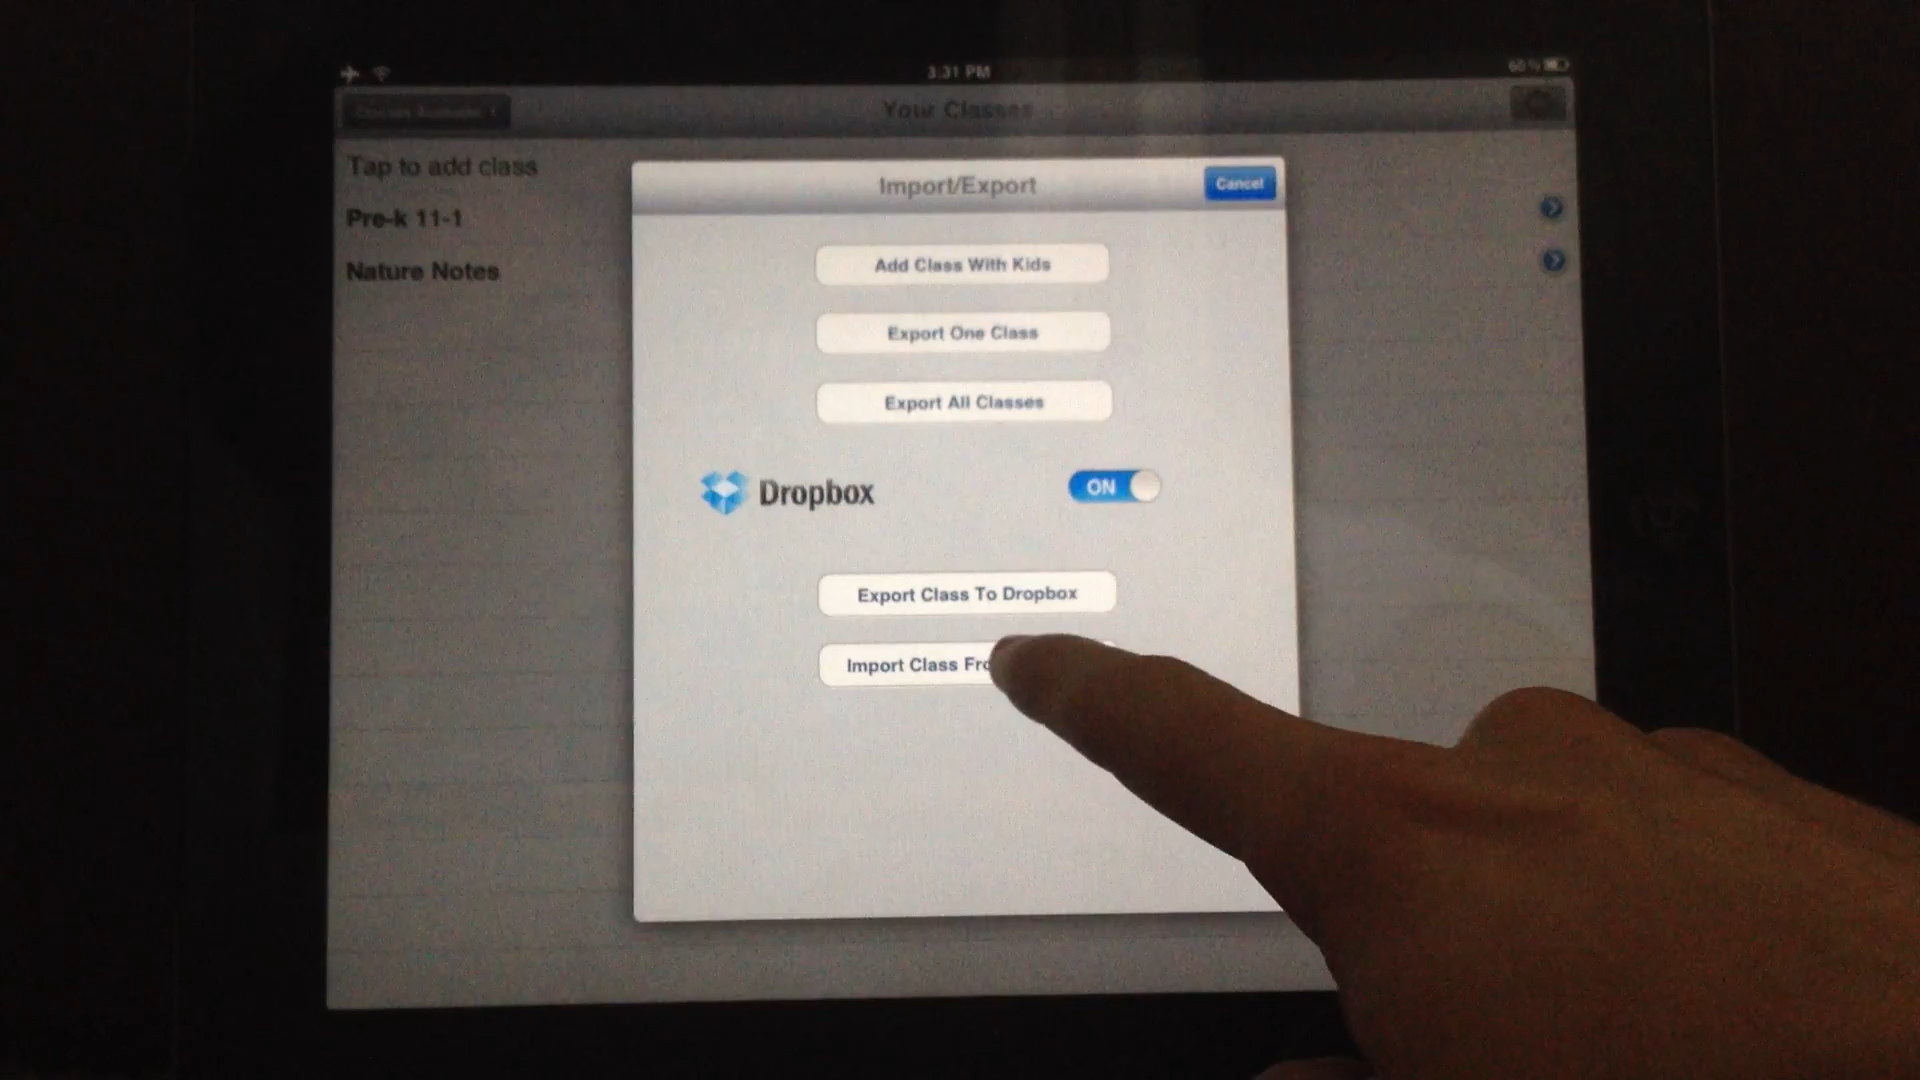 3:31 PM
60%
Your Classes
Tap to add class
Pre-k 11-1
Nature Notes
Import/Export
Cancel
Add Class With Kids
Export One Class
Export All Classes
Dropbox
ON
Export Class To Dropbox
Import Class